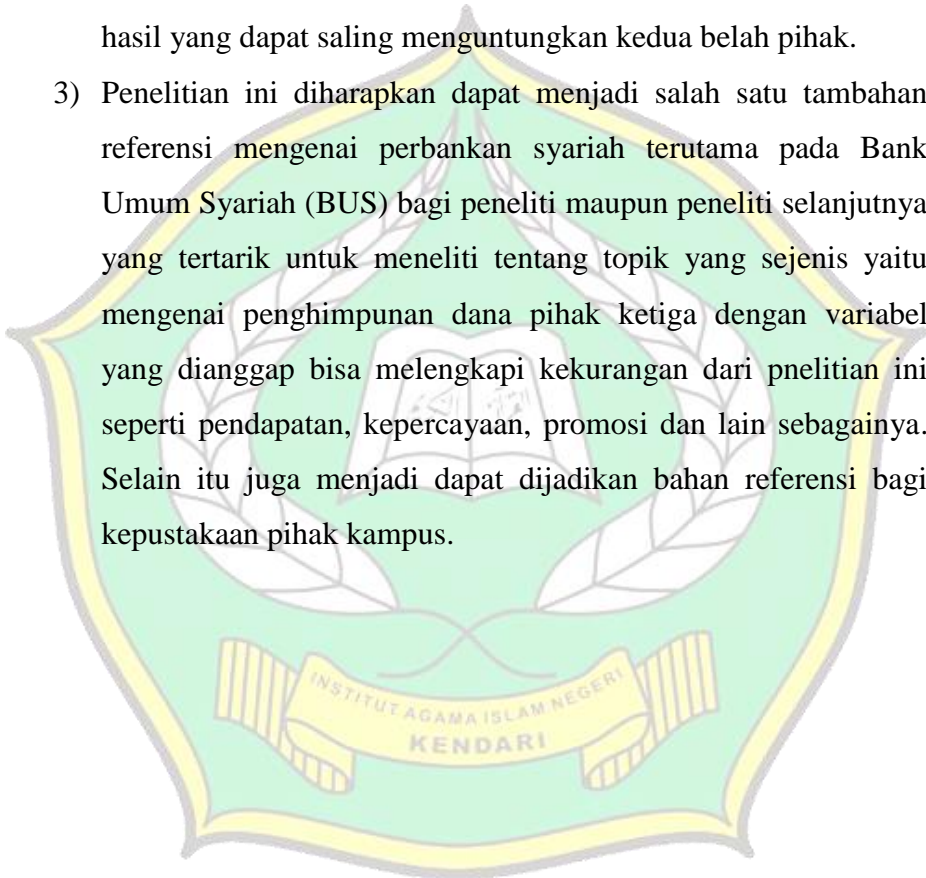 hasil yang dapat saling menguntungkan kedua belah pihak.
3) Penelitian ini diharapkan dapat menjadi salah satu tambahan
referensi mengenai perbankan syariah terutama pada Bank
Umum Syariah (BUS) bagi peneliti maupun peneliti selanjutnya
yang tertarik untuk meneliti tentang topik yang sejenis yaitu
mengenai penghimpunan dana pihak ketiga dengan variabel
yang dianggap bisa melengkapi kekurangan dari pnelitian ini
seperti pendapatan, kepercayaan, promosi dan lain sebagainya.
Selain itu juga menjadi dapat dijadikan bahan referensi bagi
kepustakaan pihak kampus.
INSTITUT AGAMA ISLAM NEGERI
KENDARI